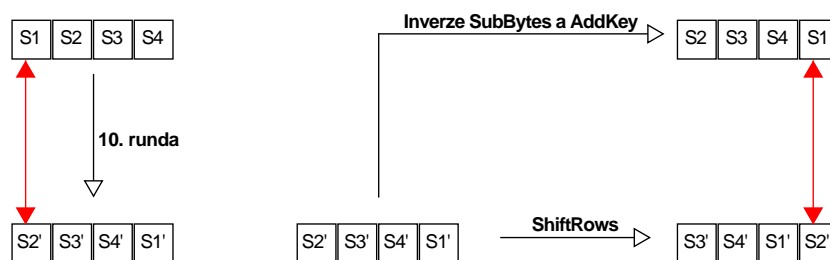 Inverze SubBytes a AddKey
S1 S2 S3 S4
S2 S3 S4 S1
10. runda
ShiftRows
S2' S3' S4' S1'
S2' S3' S4' S1'
S3' S4' S1' S2'